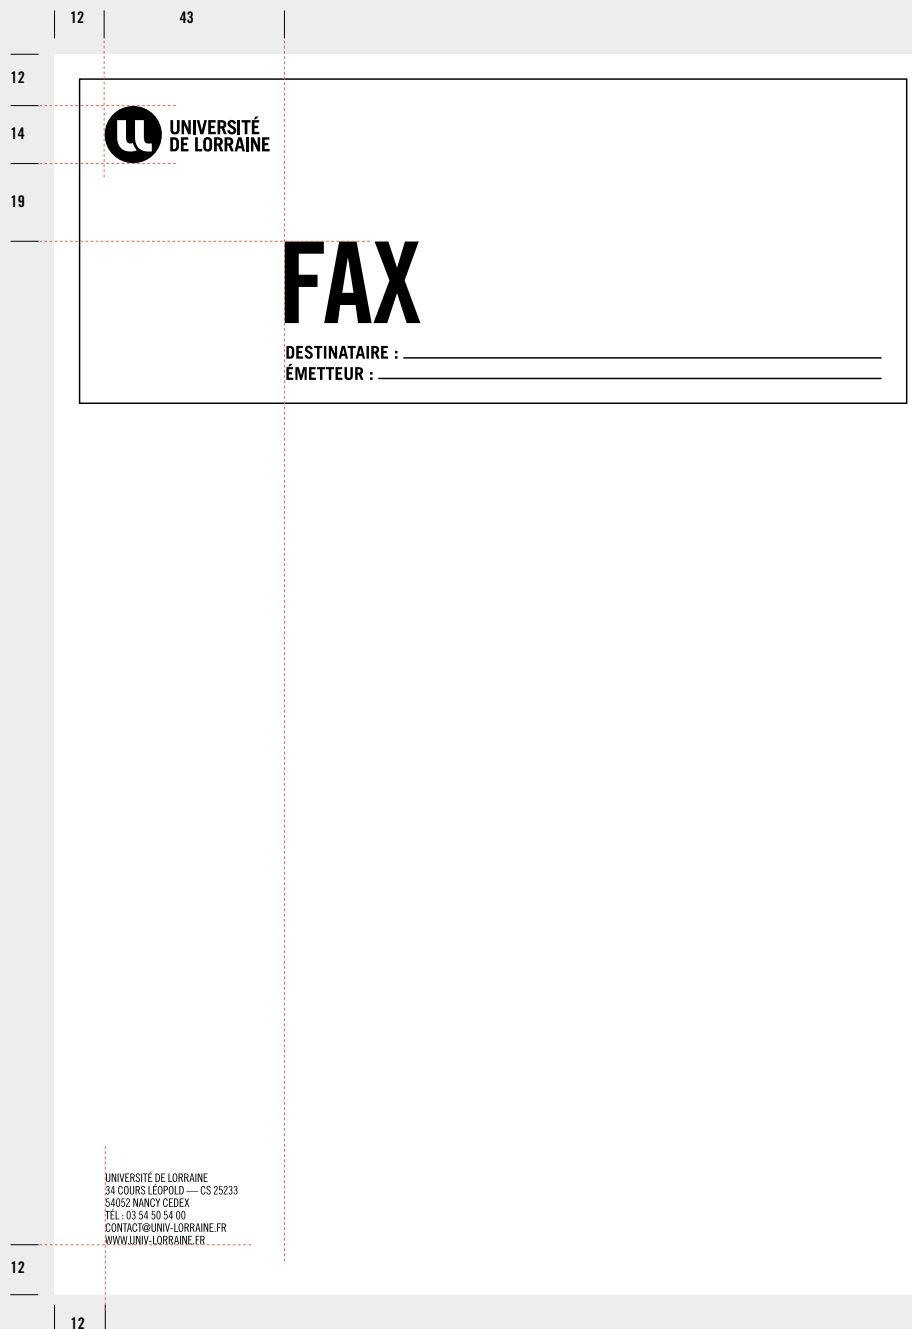 12 43
12
14
19
UNIVERSITÉ
DE LORRAINE
FAX
DESTINATAIRE :
ÉMETTEUR :
UNIVERSITÉ DE LORRAINE
34 COURS LÉOPOLD — CS 25233
54052 NANCY CEDEX
TÉL : 03 54 50 54 00
CONTACT@UNIV-LORRAINE.FR
WWW.UNIV-LORRAINE.FR
12
12